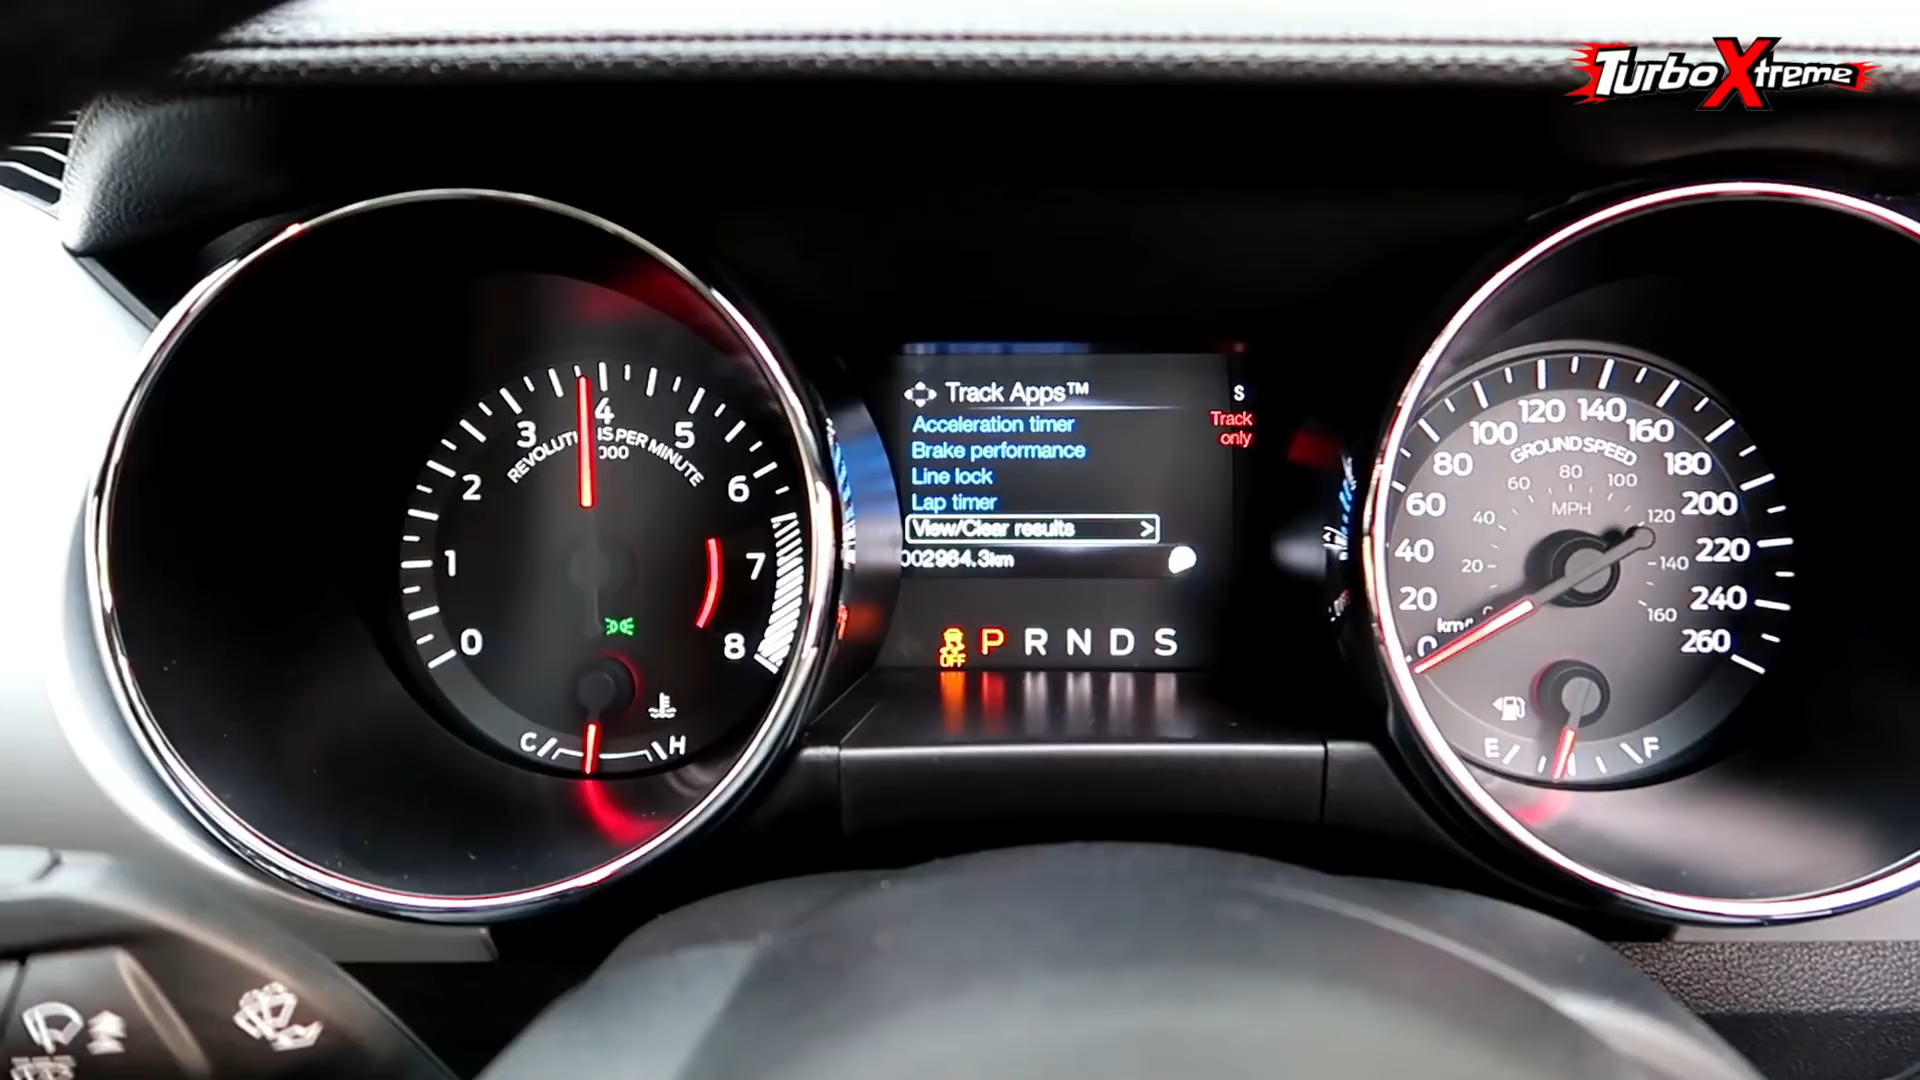 TurboXtreme
0
1
2
3
4
5
6
7
8
C
H
Track Apps™
Acceleration timer
Brake performance
Line lock
Lap timer
View/Clear results >
002964.3km
S
Track
only
OFF
P R N D S
0
20
40
60
80
100
120
140
160
180
200
220
240
260
GROUND SPEED
MPH
0
20
40
60
80
100
120
140
160
E
F